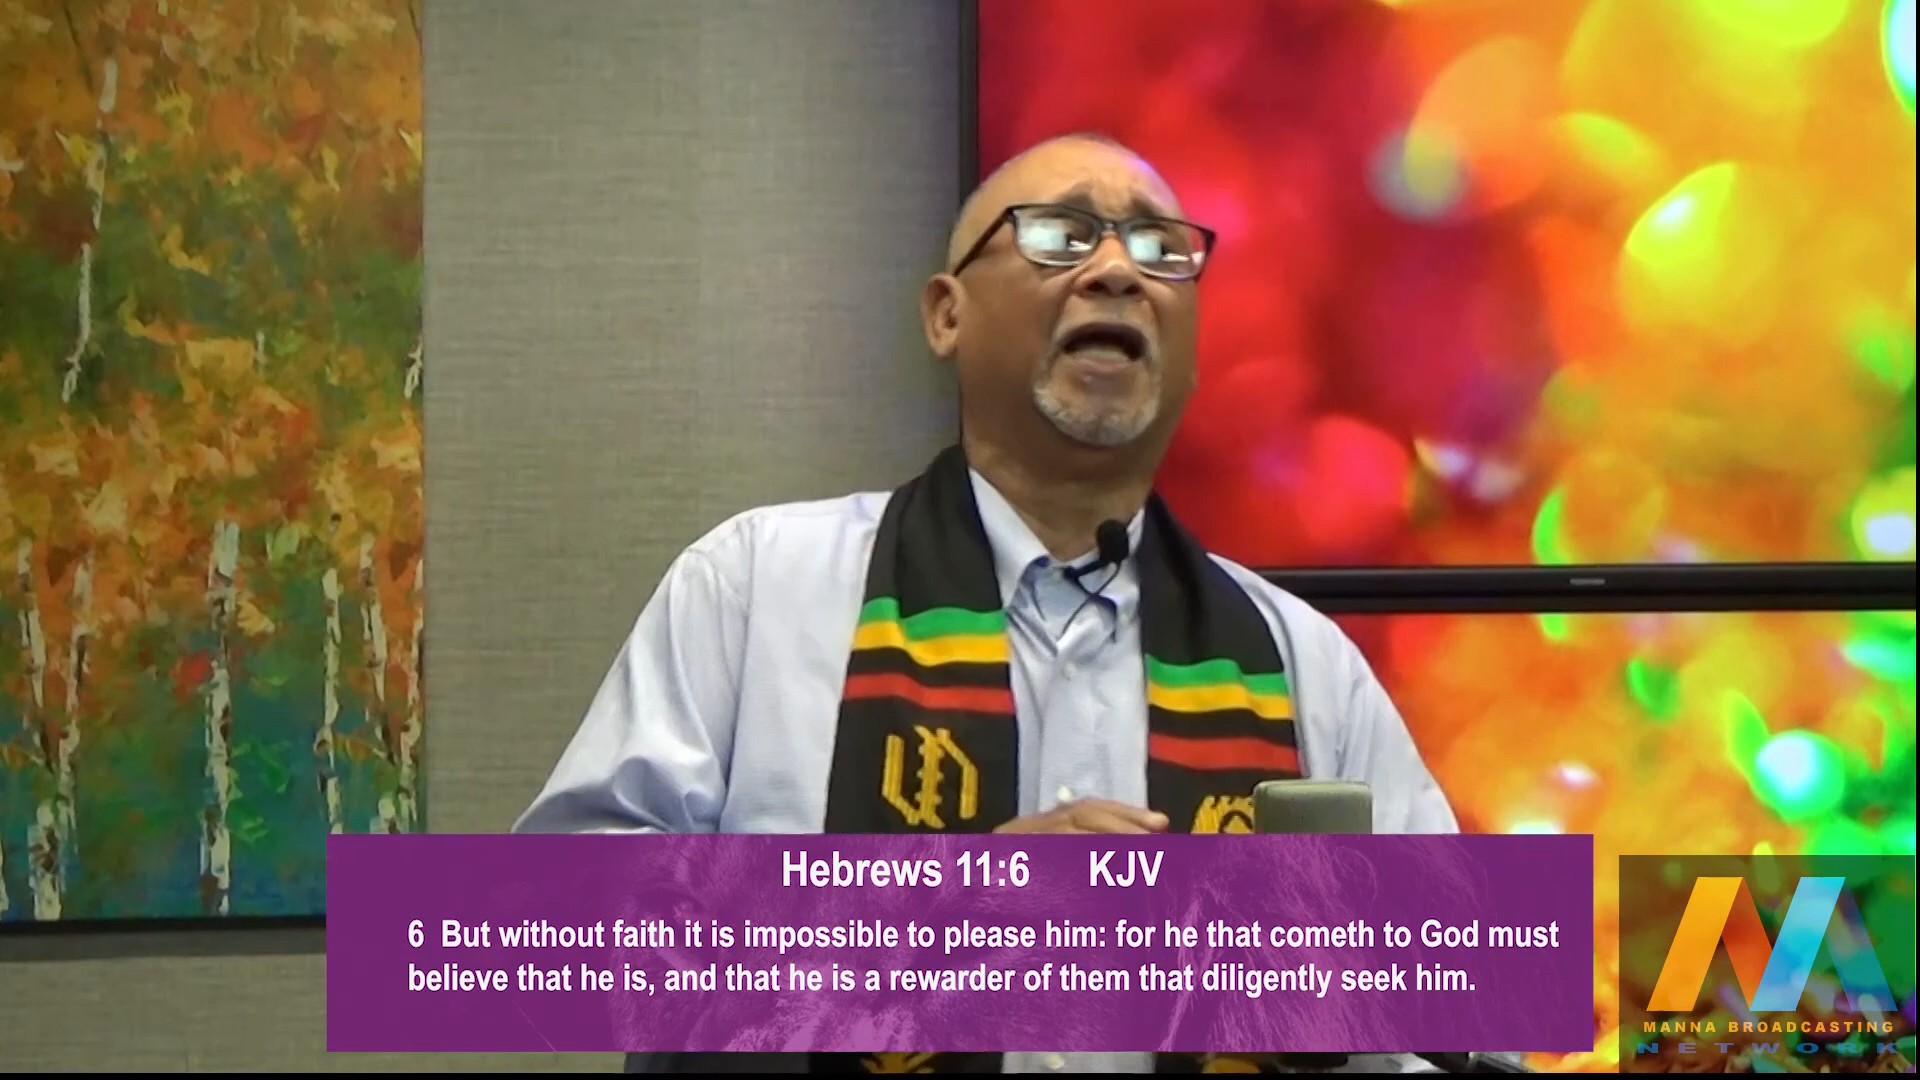 Hebrews 11:6 KJV
6 But without faith it is impossible to please him: for he that cometh to God must
believe that he is, and that he is a rewarder of them that diligently seek him.
MANNA BROADCASTING
NETWORK